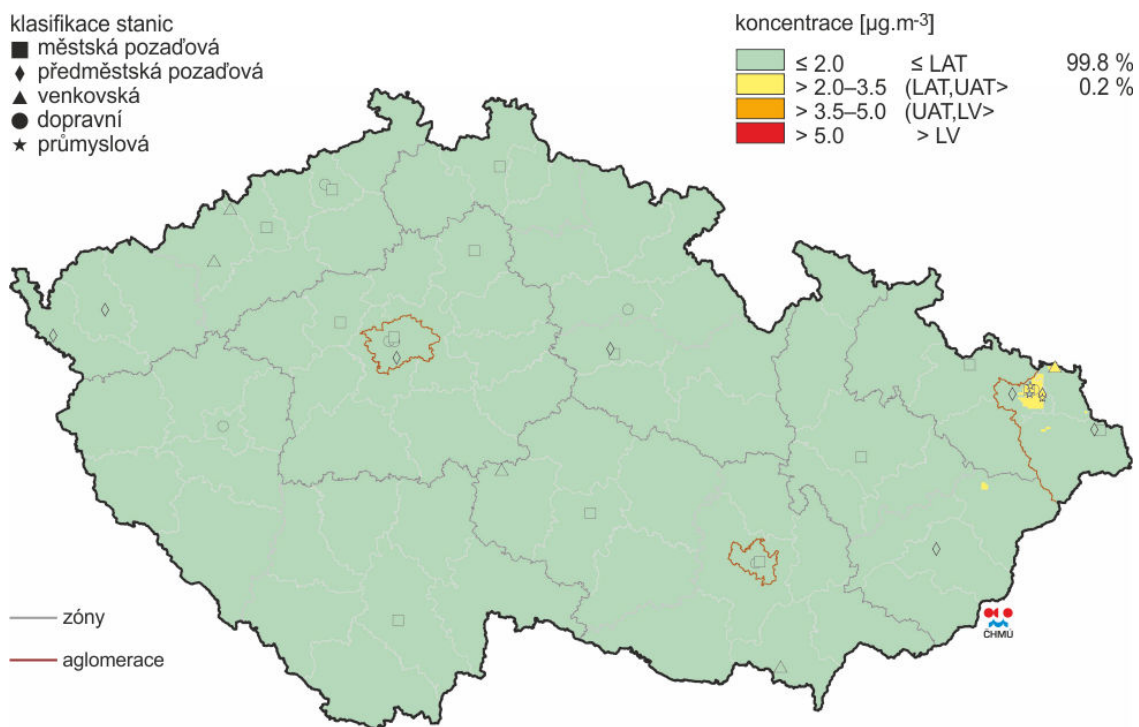 klasifikace stanic
městská pozaďová
předměstská pozaďová
venkovská
dopravní
průmyslová
koncentrace [µg.m-3]
≤ 2.0 ≤ LAT 99.8 %
> 2.0–3.5 (LAT,UAT> 0.2 %
> 3.5–5.0 (UAT,LV>
> 5.0 > LV
zóny
aglomerace
ČHMÚ